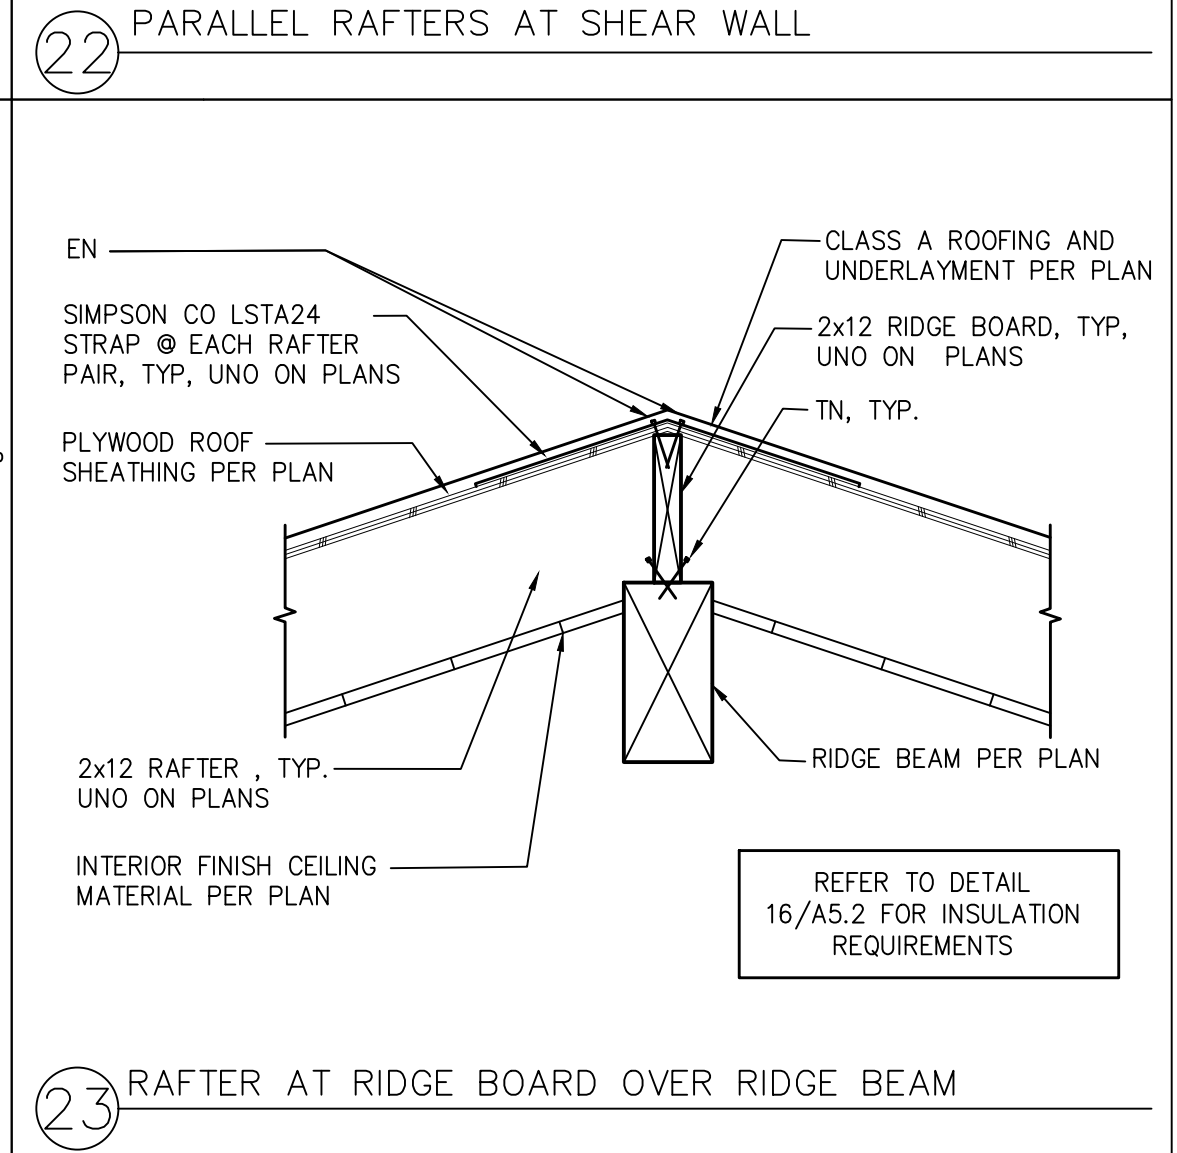 22 PARALLEL RAFTERS AT SHEAR WALL
EN
SIMPSON CO LSTA24
STRAP @ EACH RAFTER
PAIR, TYP, UNO ON PLANS
PLYWOOD ROOF
SHEATHING PER PLAN
CLASS A ROOFING AND
UNDERLAYMENT PER PLAN
2x12 RIDGE BOARD, TYP,
UNO ON PLANS
TN, TYP.
2x12 RAFTER , TYP.
UNO ON PLANS
INTERIOR FINISH CEILING
MATERIAL PER PLAN
RIDGE BEAM PER PLAN
REFER TO DETAIL
16/A5.2 FOR INSULATION
REQUIREMENTS
23 RAFTER AT RIDGE BOARD OVER RIDGE BEAM